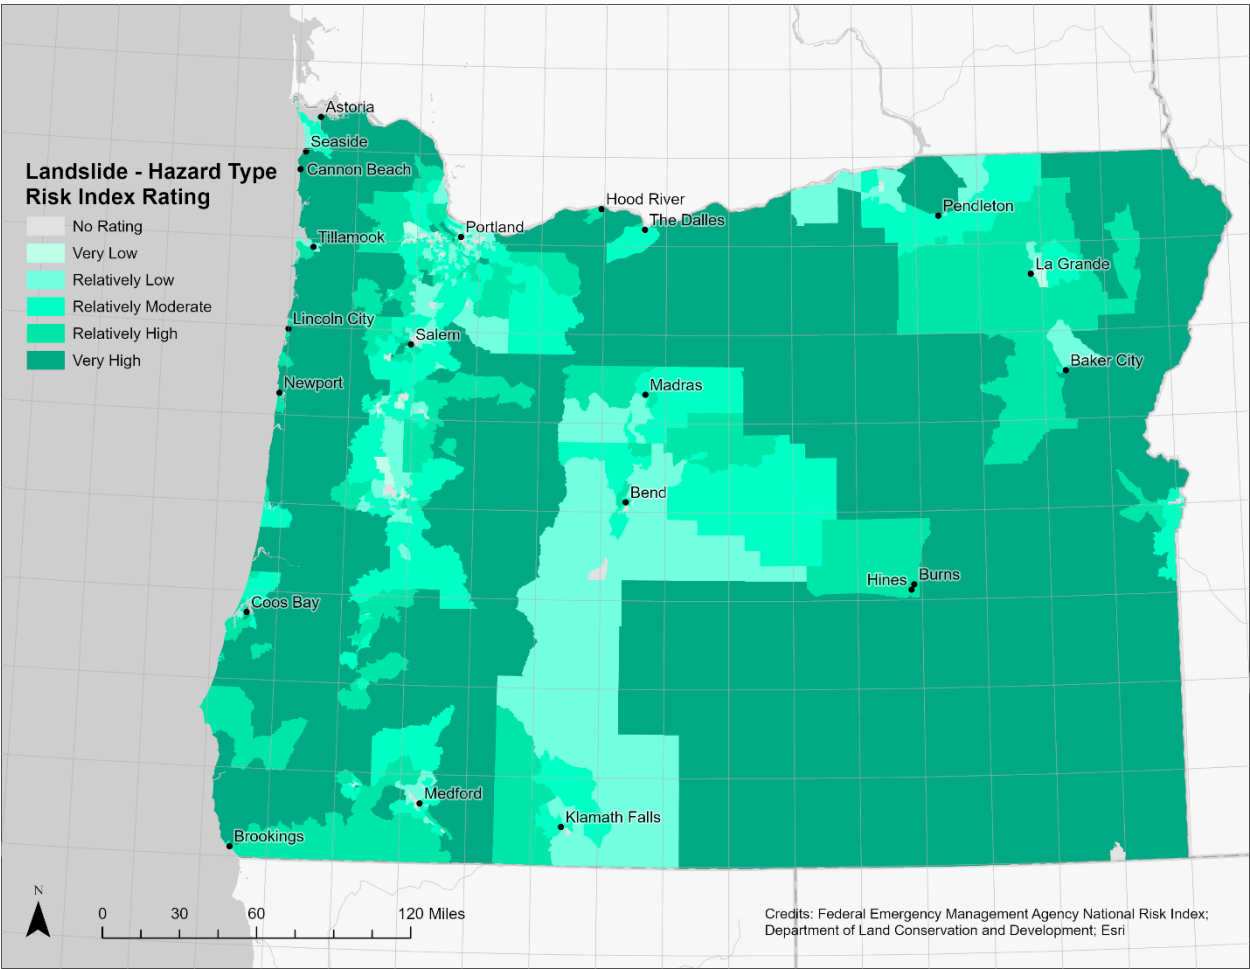 Astoria
Seaside
Cannon Beach
Landslide - Hazard Type
Risk Index Rating
No Rating
Very Low
Relatively Low
Relatively Moderate
Relatively High
Very High
Hood River
The Dalles
Pendleton
Portland
Tillamook
La Grande
Lincoln City
Salem
Baker City
Newport
Madras
Bend
Hines
Burns
Coos Bay
Medford
Klamath Falls
Brookings
N
0 30 60 120 Miles
Credits: Federal Emergency Management Agency National Risk Index;
Department of Land Conservation and Development; Esri